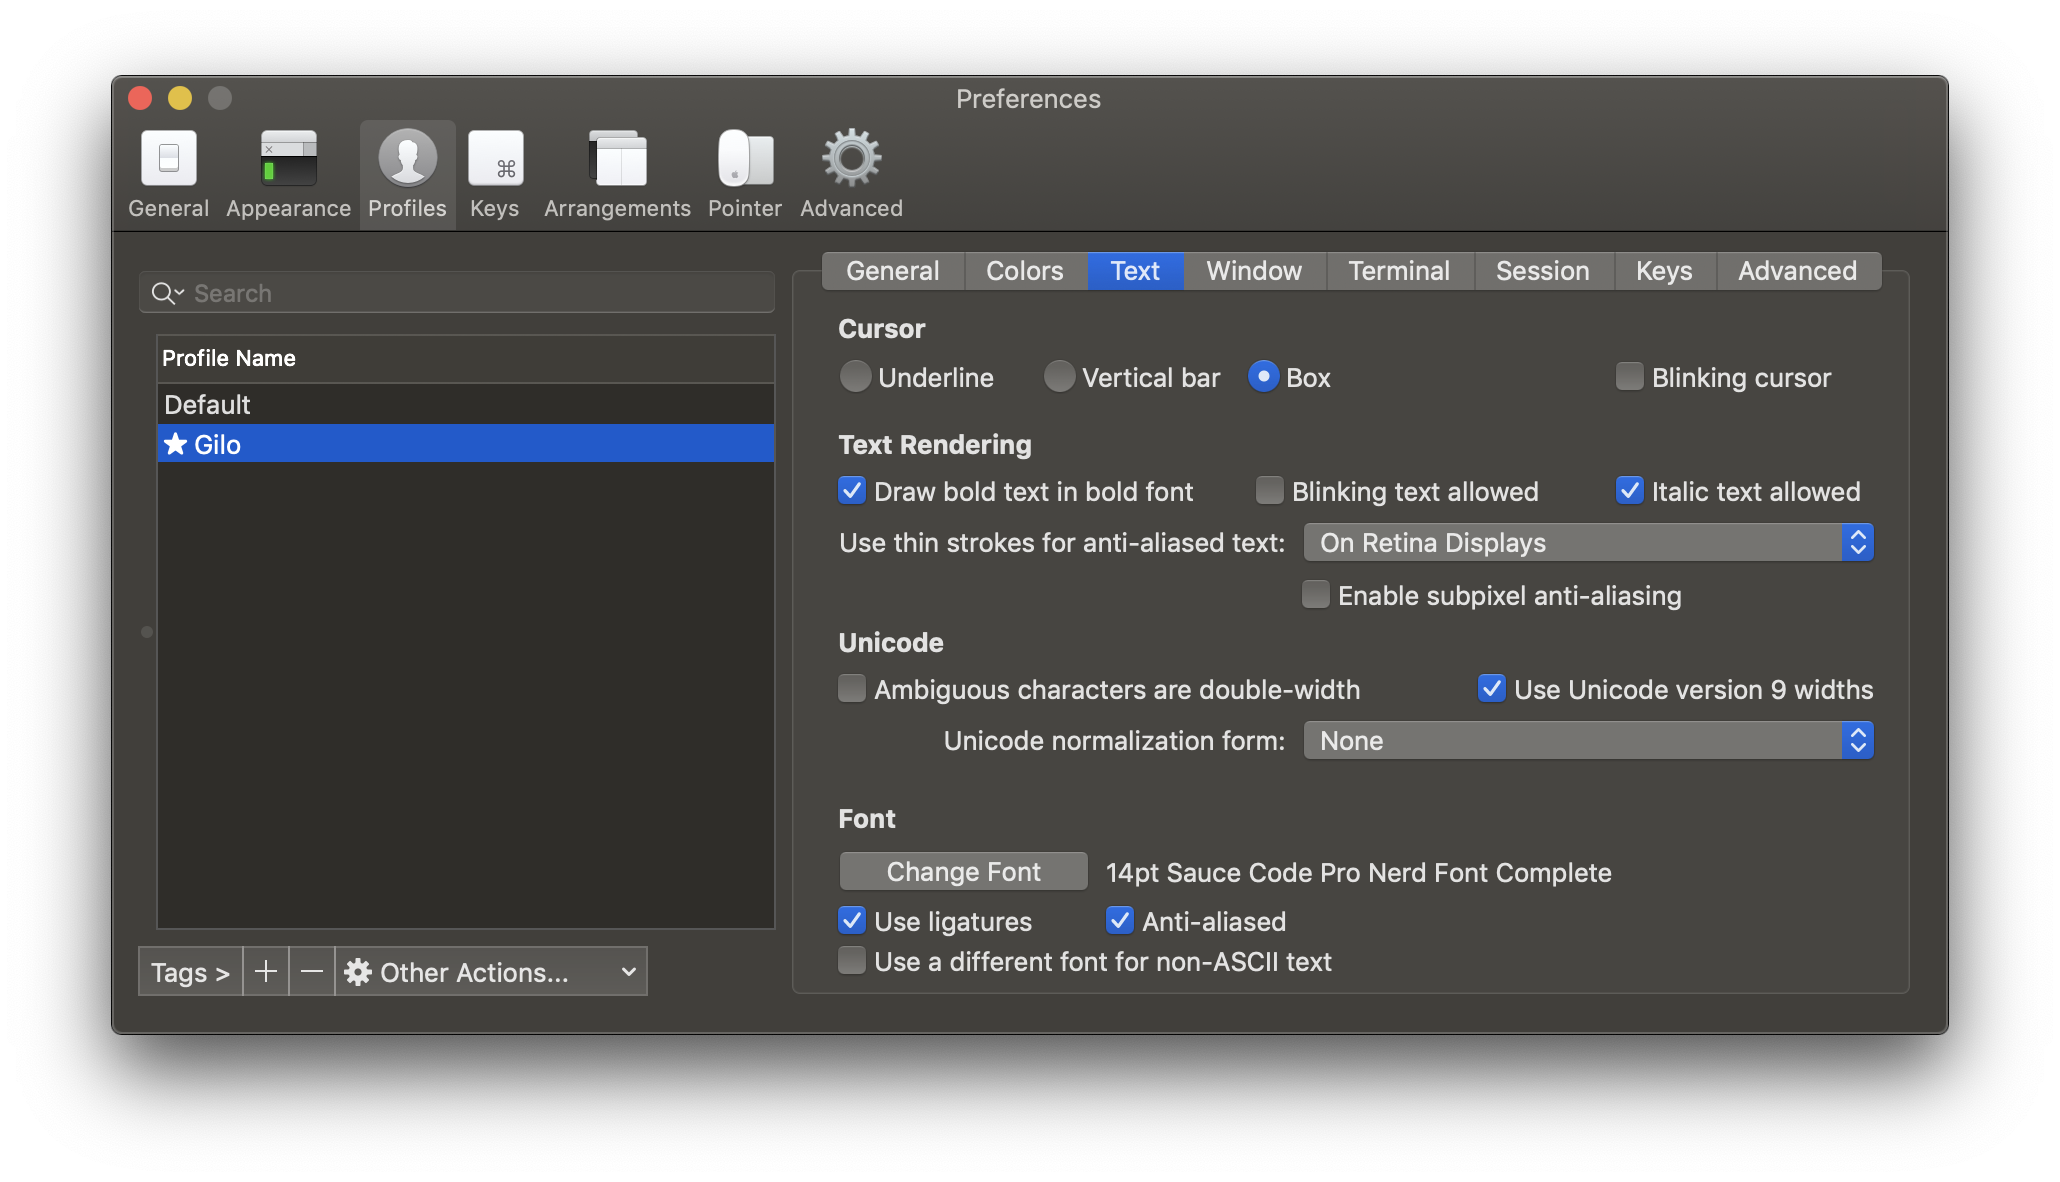 Preferences
General Appearance Profiles Keys Arrangements Pointer Advanced
Search
Profile Name
Default
Gilo
Tags > + — Other Actions...
General Colors Text Window Terminal Session Keys Advanced
Cursor
Underline Vertical bar Box Blinking cursor
Text Rendering
Draw bold text in bold font Blinking text allowed Italic text allowed
Use thin strokes for anti-aliased text: On Retina Displays
Enable subpixel anti-aliasing
Unicode
Ambiguous characters are double-width Use Unicode version 9 widths
Unicode normalization form: None
Font
Change Font 14pt Sauce Code Pro Nerd Font Complete
Use ligatures Anti-aliased
Use a different font for non-ASCII text